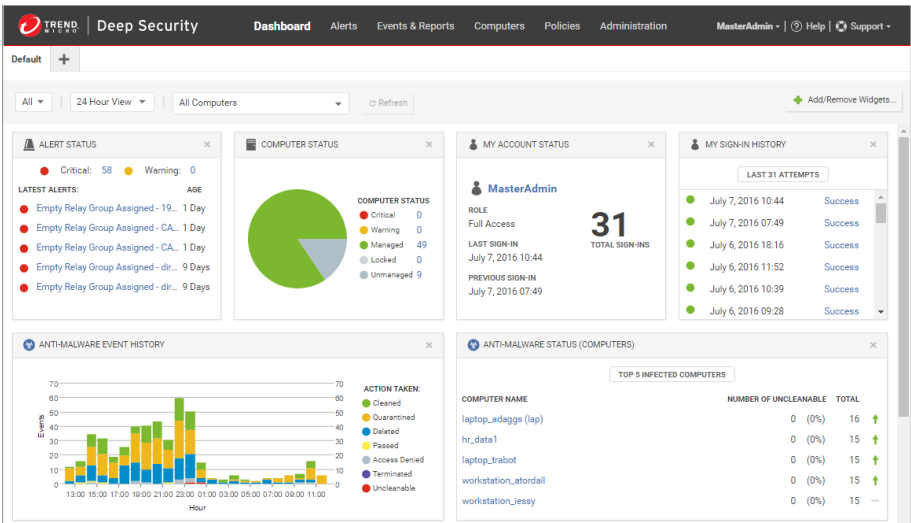 TREND MICRO | Deep Security Dashboard Alerts Events & Reports Computers Policies Administration MasterAdmin | Help | Support
Default
All 24 Hour View All Computers Refresh Add/Remove Widgets...
ALERT STATUS
Critical: 58 Warning: 0
LATEST ALERTS: AGE
Empty Relay Group Assigned - 19... 1 Day
Empty Relay Group Assigned - CA... 1 Day
Empty Relay Group Assigned - CA... 1 Day
Empty Relay Group Assigned - dir... 9 Days
Empty Relay Group Assigned - dir... 9 Days
COMPUTER STATUS
COMPUTER STATUS
Critical 0
Warning 0
Managed 49
Locked 0
Unmanaged 9
MY ACCOUNT STATUS
MasterAdmin
ROLE
Full Access
LAST SIGN-IN
July 7, 2016 10:44
PREVIOUS SIGN-IN
July 7, 2016 07:49
31
TOTAL SIGN-INS
MY SIGN-IN HISTORY
LAST 31 ATTEMPTS
July 7, 2016 10:44 Success
July 7, 2016 07:49 Success
July 6, 2016 18:16 Success
July 6, 2016 11:52 Success
July 6, 2016 10:39 Success
July 6, 2016 09:28 Success
ANTI-MALWARE EVENT HISTORY
70 70
60 60
50 50
40 40
30 30
20 20
10 10
0 0
Events
13:00 15:00 17:00 19:00 21:00 23:00 01:00 03:00 05:00 07:00 09:00 11:00
Hour
ACTION TAKEN:
Cleaned
Quarantined
Deleted
Passed
Access Denied
Terminated
Uncleanable
ANTI-MALWARE STATUS (COMPUTERS)
TOP 5 INFECTED COMPUTERS
COMPUTER NAME NUMBER OF UNCLEANABLE TOTAL
laptop_adaggs (lap) 0 (0%) 16
hr_data1 0 (0%) 15
laptop_trabot 0 (0%) 15
workstation_atordall 0 (0%) 15
workstation_iessy 0 (0%) 15